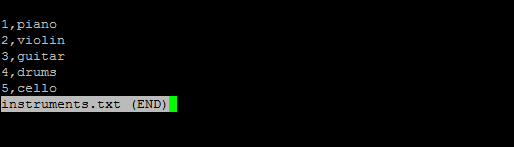 1,piano
2,violin
3,guitar
4,drums
5,cello
instruments.txt (END)